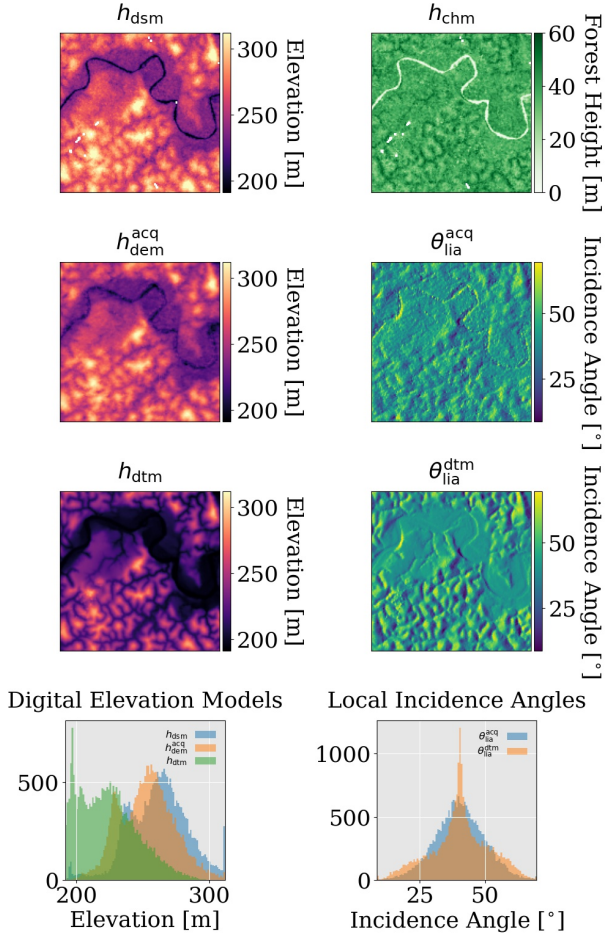 h_dsm
300
250
200
Elevation [m]
h_chm
60
40
20
0
Forest Height [m]
h_dem^acq
300
250
200
Elevation [m]
θ_lia^acq
50
25
Incidence Angle [°]
h_dtm
300
250
200
Elevation [m]
θ_lia^dtm
50
25
Incidence Angle [°]
Digital Elevation Models
h_dsm
h_dem^acq
h_dtm
500
0
200
300
Elevation [m]
Local Incidence Angles
θ_lia^acq
θ_lia^dtm
1000
500
0
25
50
Incidence Angle [°]